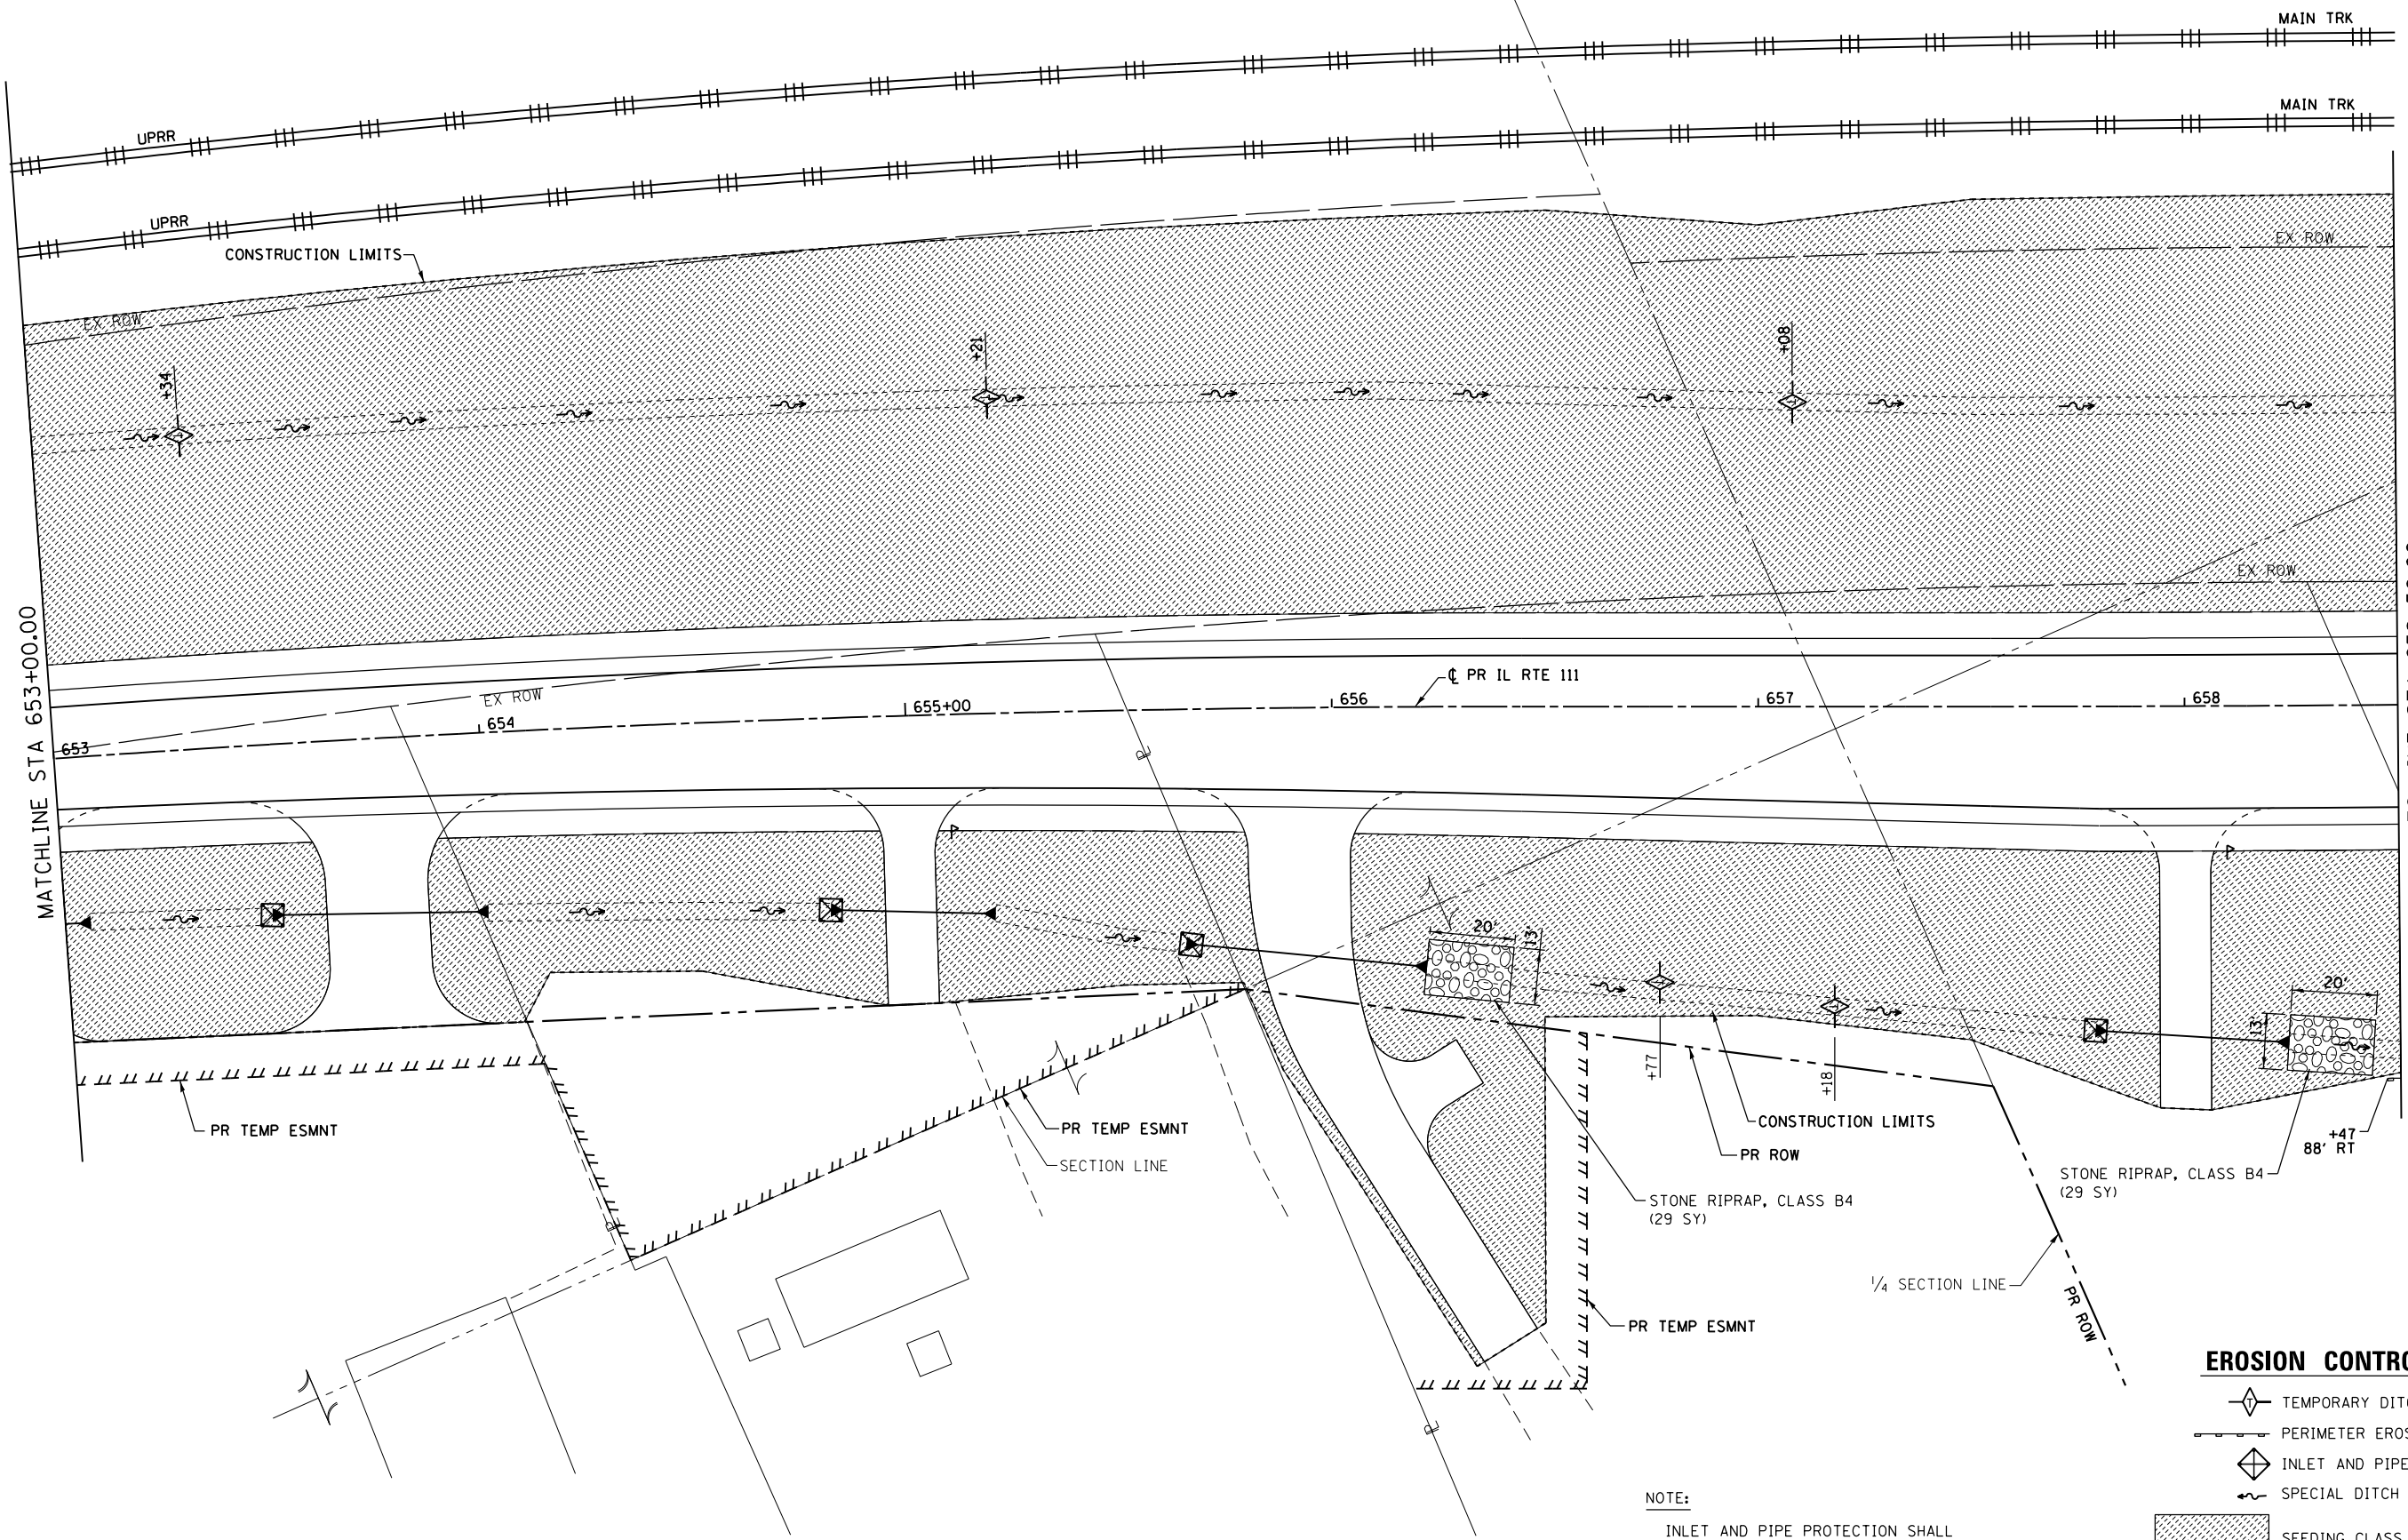 MAIN TRK
UPRR
MAIN TRK
UPRR
CONSTRUCTION LIMITS
EX ROW
EX ROW
+34
+21
+08
EX ROW
MATCHLINE STA 653+00.00
EX ROW
℄ PR IL RTE 111
653
654
655+00
656
657
658
P
P
P
L
20'
13'
20'
13'
+77
+18
PR TEMP ESMNT
PR TEMP ESMNT
SECTION LINE
CONSTRUCTION LIMITS
PR ROW
+47
88' RT
STONE RIPRAP, CLASS B4
(29 SY)
STONE RIPRAP, CLASS B4
(29 SY)
1/4 SECTION LINE
PR ROW
PR TEMP ESMNT
EROSION CONTRO
T TEMPORARY DIT
PERIMETER EROS
INLET AND PIPE
SPECIAL DITCH
SEEDING CLASS
NOTE:
INLET AND PIPE PROTECTION SHALL